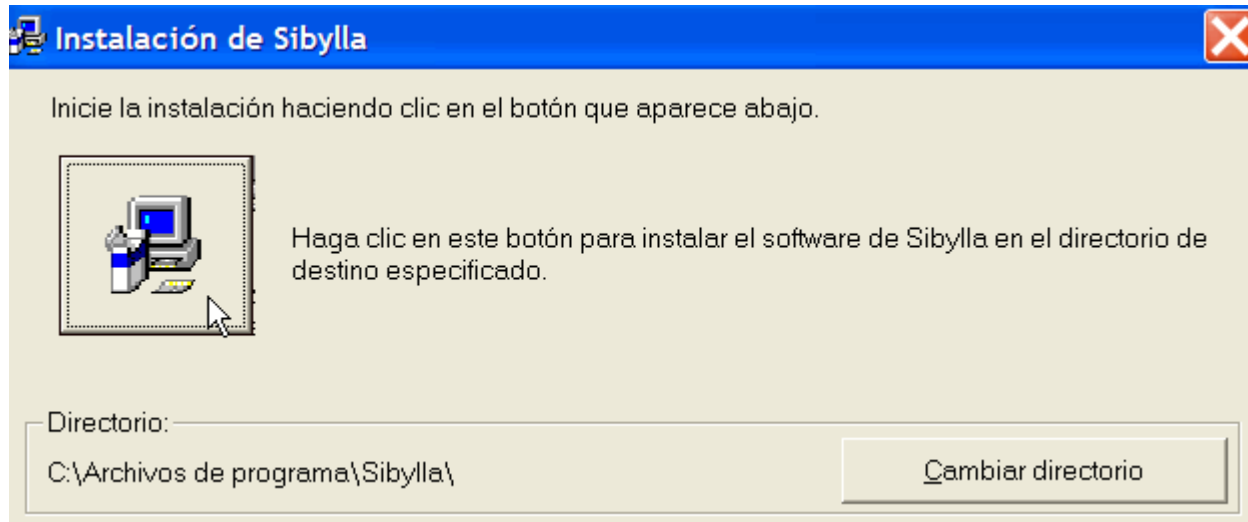 Instalación de Sibylla
Inicie la instalación haciendo clic en el botón que aparece abajo.
Haga clic en este botón para instalar el software de Sibylla en el directorio de
destino especificado.
Directorio:
C:\Archivos de programa\Sibylla\
Cambiar directorio